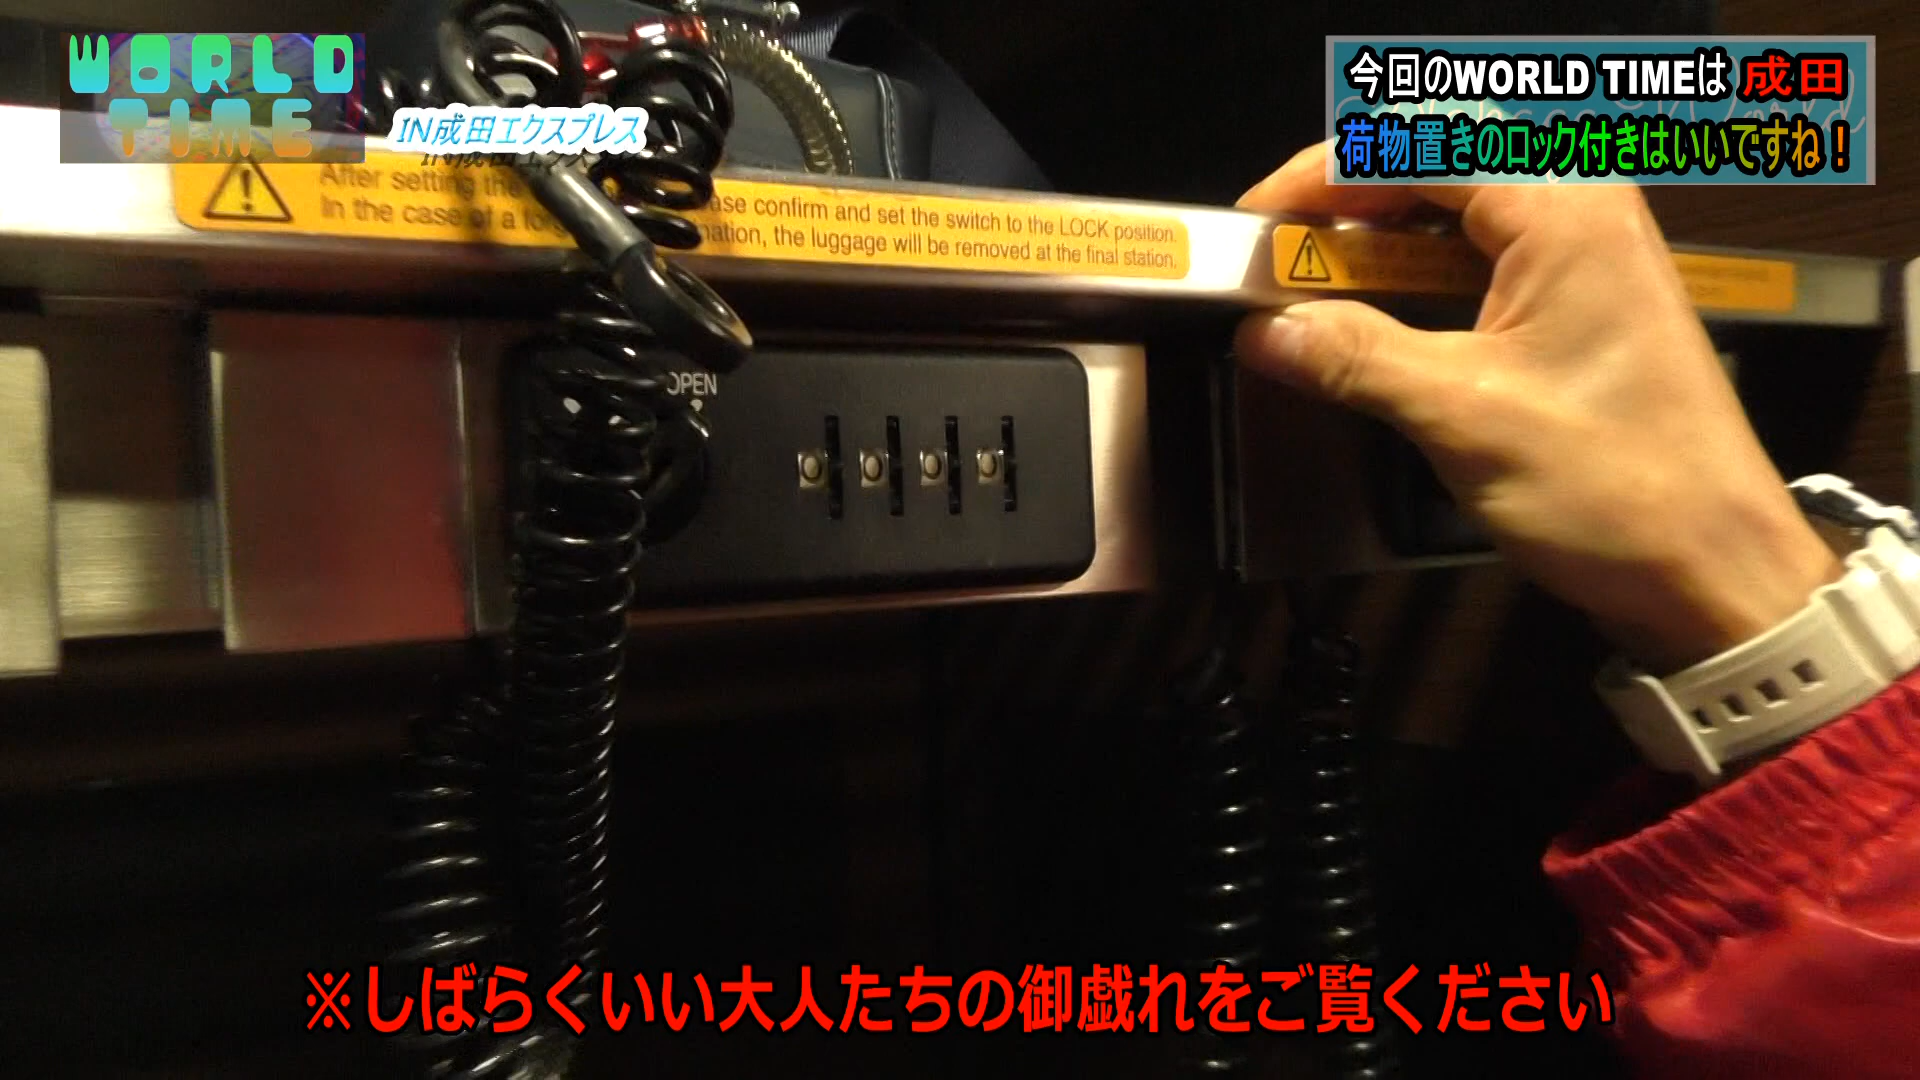 WORLD
TIME
IN成田エクスプレス
今回のWORLD TIMEは 成田
荷物置きのロック付きはいいですね！
After setting the ase confirm and set the switch to the LOCK position.
In the case of a nation, the luggage will be removed at the final station.
OPEN
※しばらくいい大人たちの御戯れをご覧ください